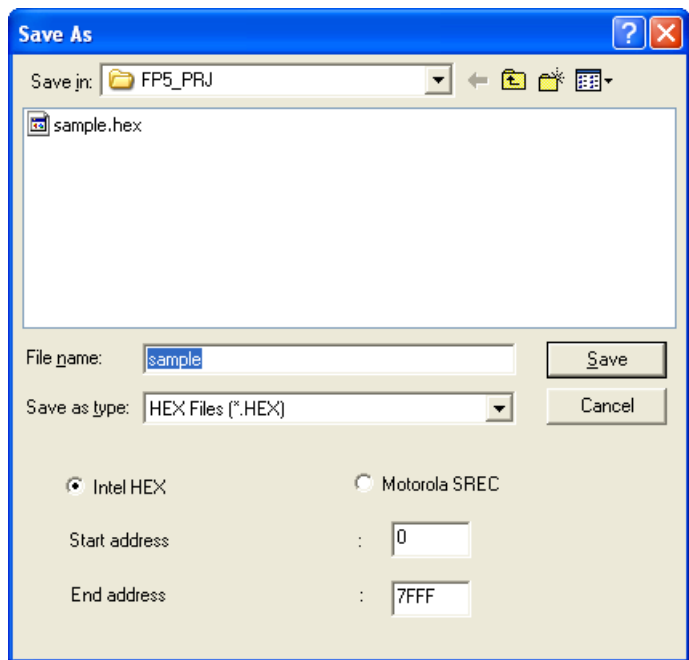 Save As
Save in: FP5_PRJ
sample.hex
File name: sample Save
Save as type: HEX Files (*.HEX) Cancel
Intel HEX Motorola SREC
Start address : 0
End address : 7FFF